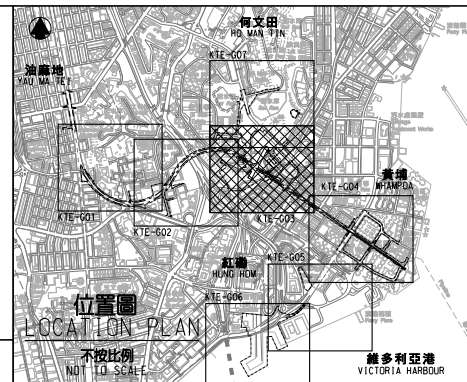 何文田
HO MAN TIN
油麻地
YAU MA TEI
KTE-G07
黃埔
WHAMPOA
KTE-G04
KTE-G01
KTE-G02
KTE-G03
紅磡
HUNG HOM
KTE-G05
KTE-G06
位置圖
LOCATION PLAN
不按比例
NOT TO SCALE
維多利亞港
VICTORIA HARBOUR